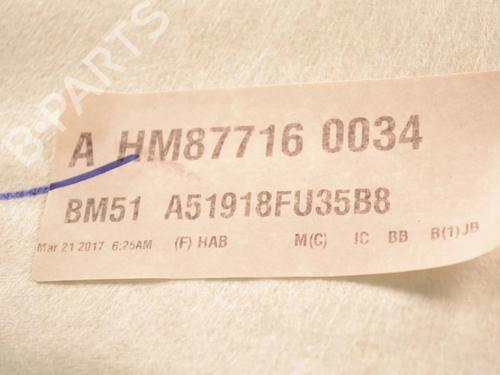 B-PARTS
A HM87716 0034
BM51 A51918FU35B8
Mar 21 2017 6:25AM (F) HAB M(C) IC BB B(1)JB